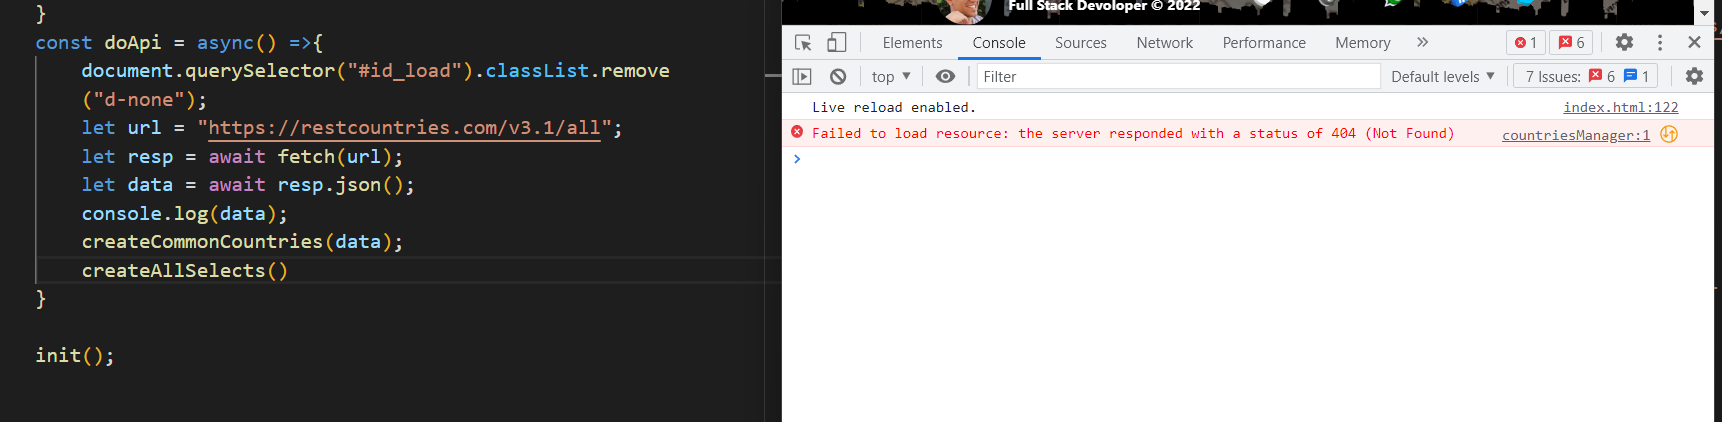 }
const doApi = async() =>{
document.querySelector("#id_load").classList.remove
("d-none");
let url = "https://restcountries.com/v3.1/all";
let resp = await fetch(url);
let data = await resp.json();
console.log(data);
createCommonCountries(data);
createAllSelects()
}
init();
Full Stack Devoloper © 2022
Elements Console Sources Network Performance Memory » 1 6
top Filter Default levels 7 Issues: 6 1
Live reload enabled. index.html:122
Failed to load resource: the server responded with a status of 404 (Not Found) countriesManager:1